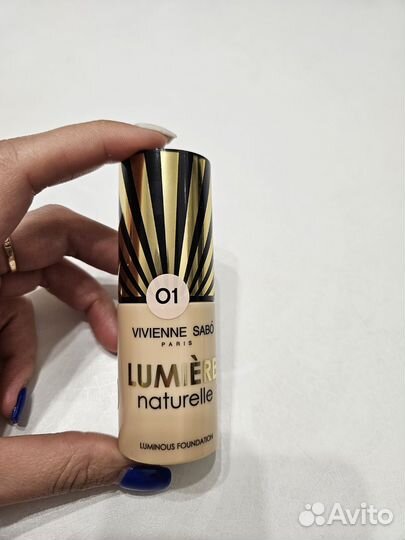 01
VIVIENNE SABÓ
PARIS
LUMIÈRE
naturelle
LUMINOUS FOUNDATION
Avito